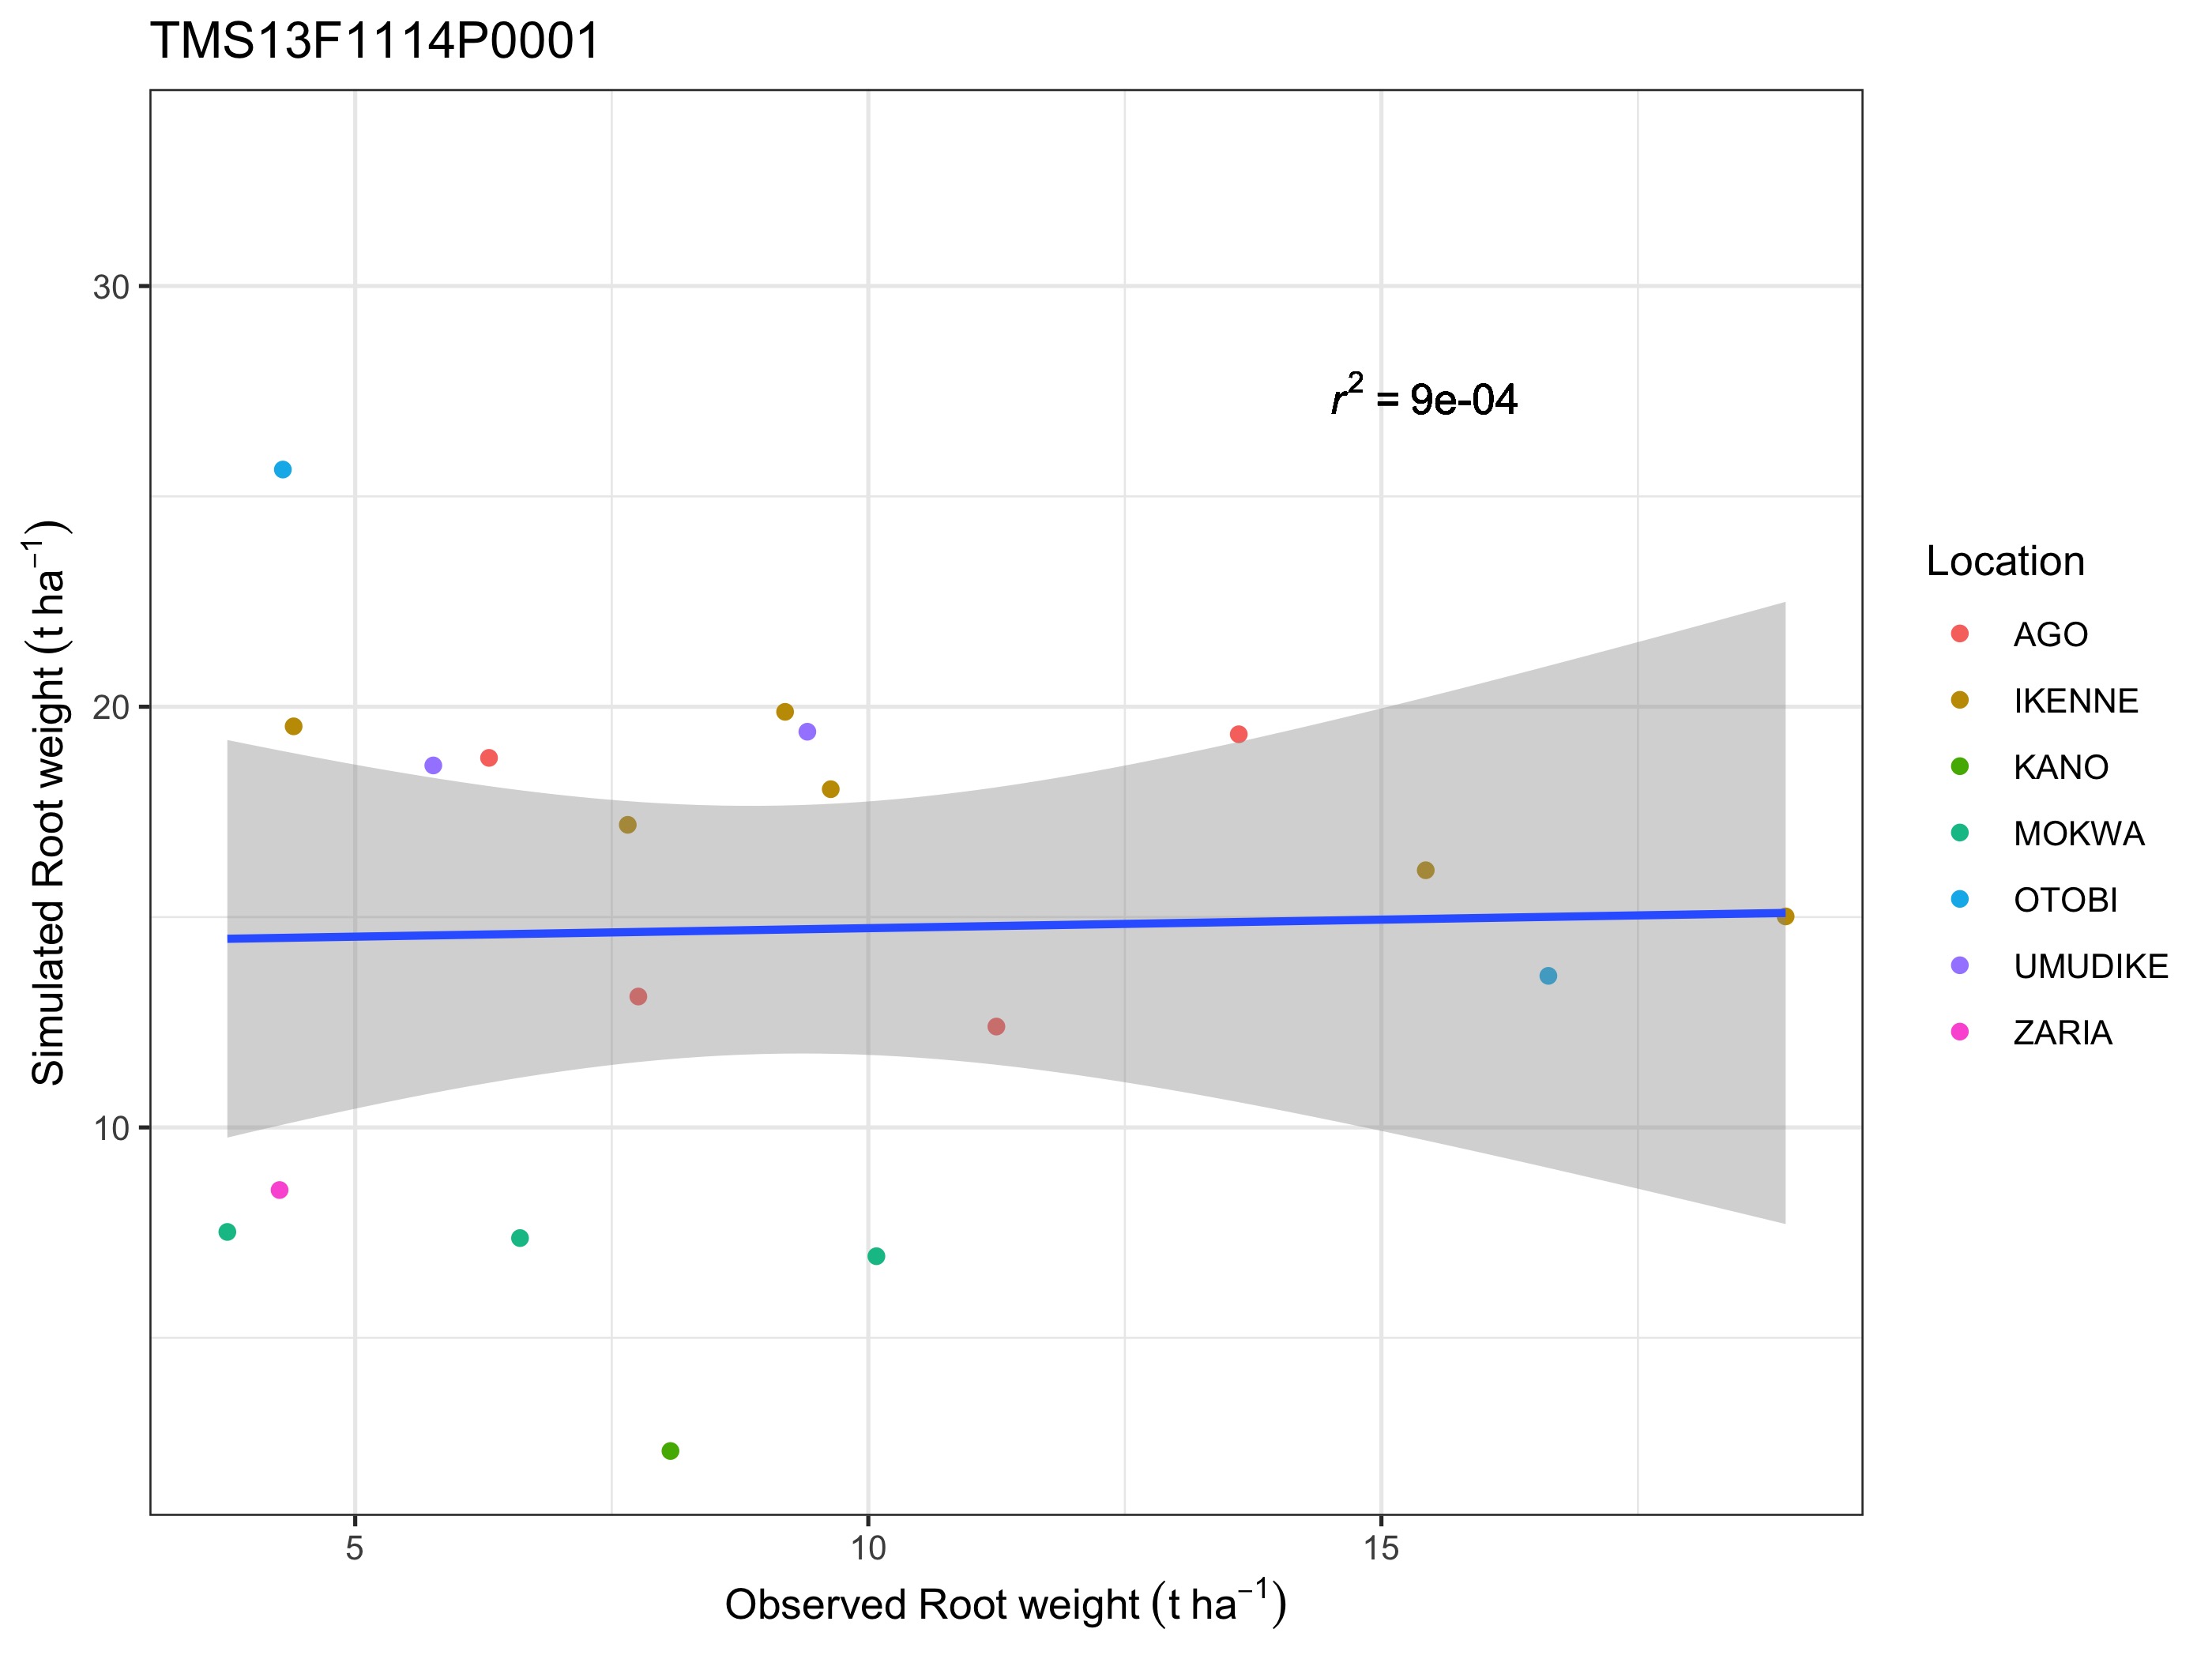 TMS13F1114P0001
30
20
10
Simulated Root weight (t ha⁻¹)
r² = 9e-04
5
10
15
Observed Root weight (t ha⁻¹)
Location
AGO
IKENNE
KANO
MOKWA
OTOBI
UMUDIKE
ZARIA